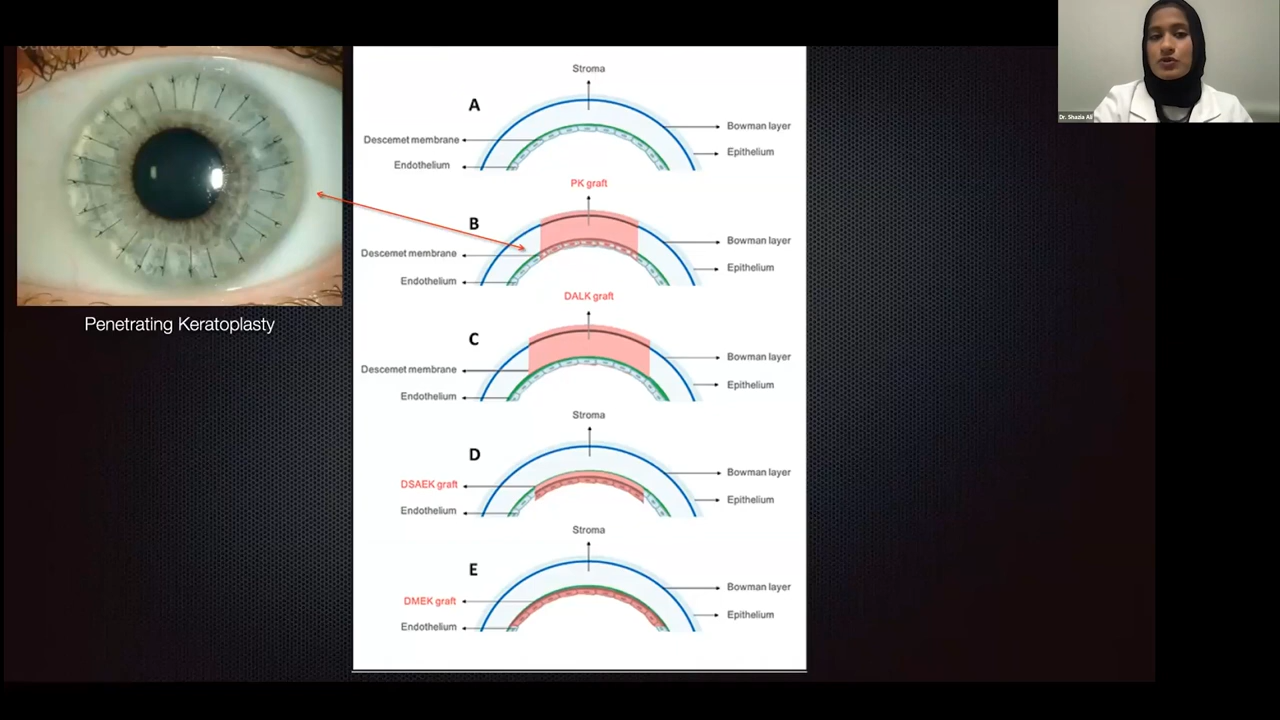 Dr. Shazia Ali
Penetrating Keratoplasty
Stroma
A
Bowman layer
Descemet membrane
Epithelium
Endothelium
PK graft
B
Bowman layer
Descemet membrane
Epithelium
Endothelium
DALK graft
C
Bowman layer
Descemet membrane
Epithelium
Endothelium
Stroma
D
Bowman layer
DSAEK graft
Epithelium
Endothelium
Stroma
E
Bowman layer
DMEK graft
Epithelium
Endothelium